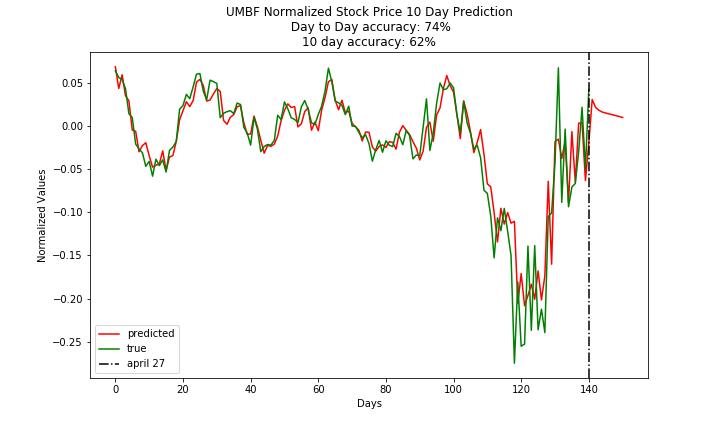 UMBF Normalized Stock Price 10 Day Prediction
Day to Day accuracy: 74%
10 day accuracy: 62%
Normalized Values
0.05
0.00
−0.05
−0.10
−0.15
−0.20
−0.25
predicted
true
april 27
0 20 40 60 80 100 120 140
Days